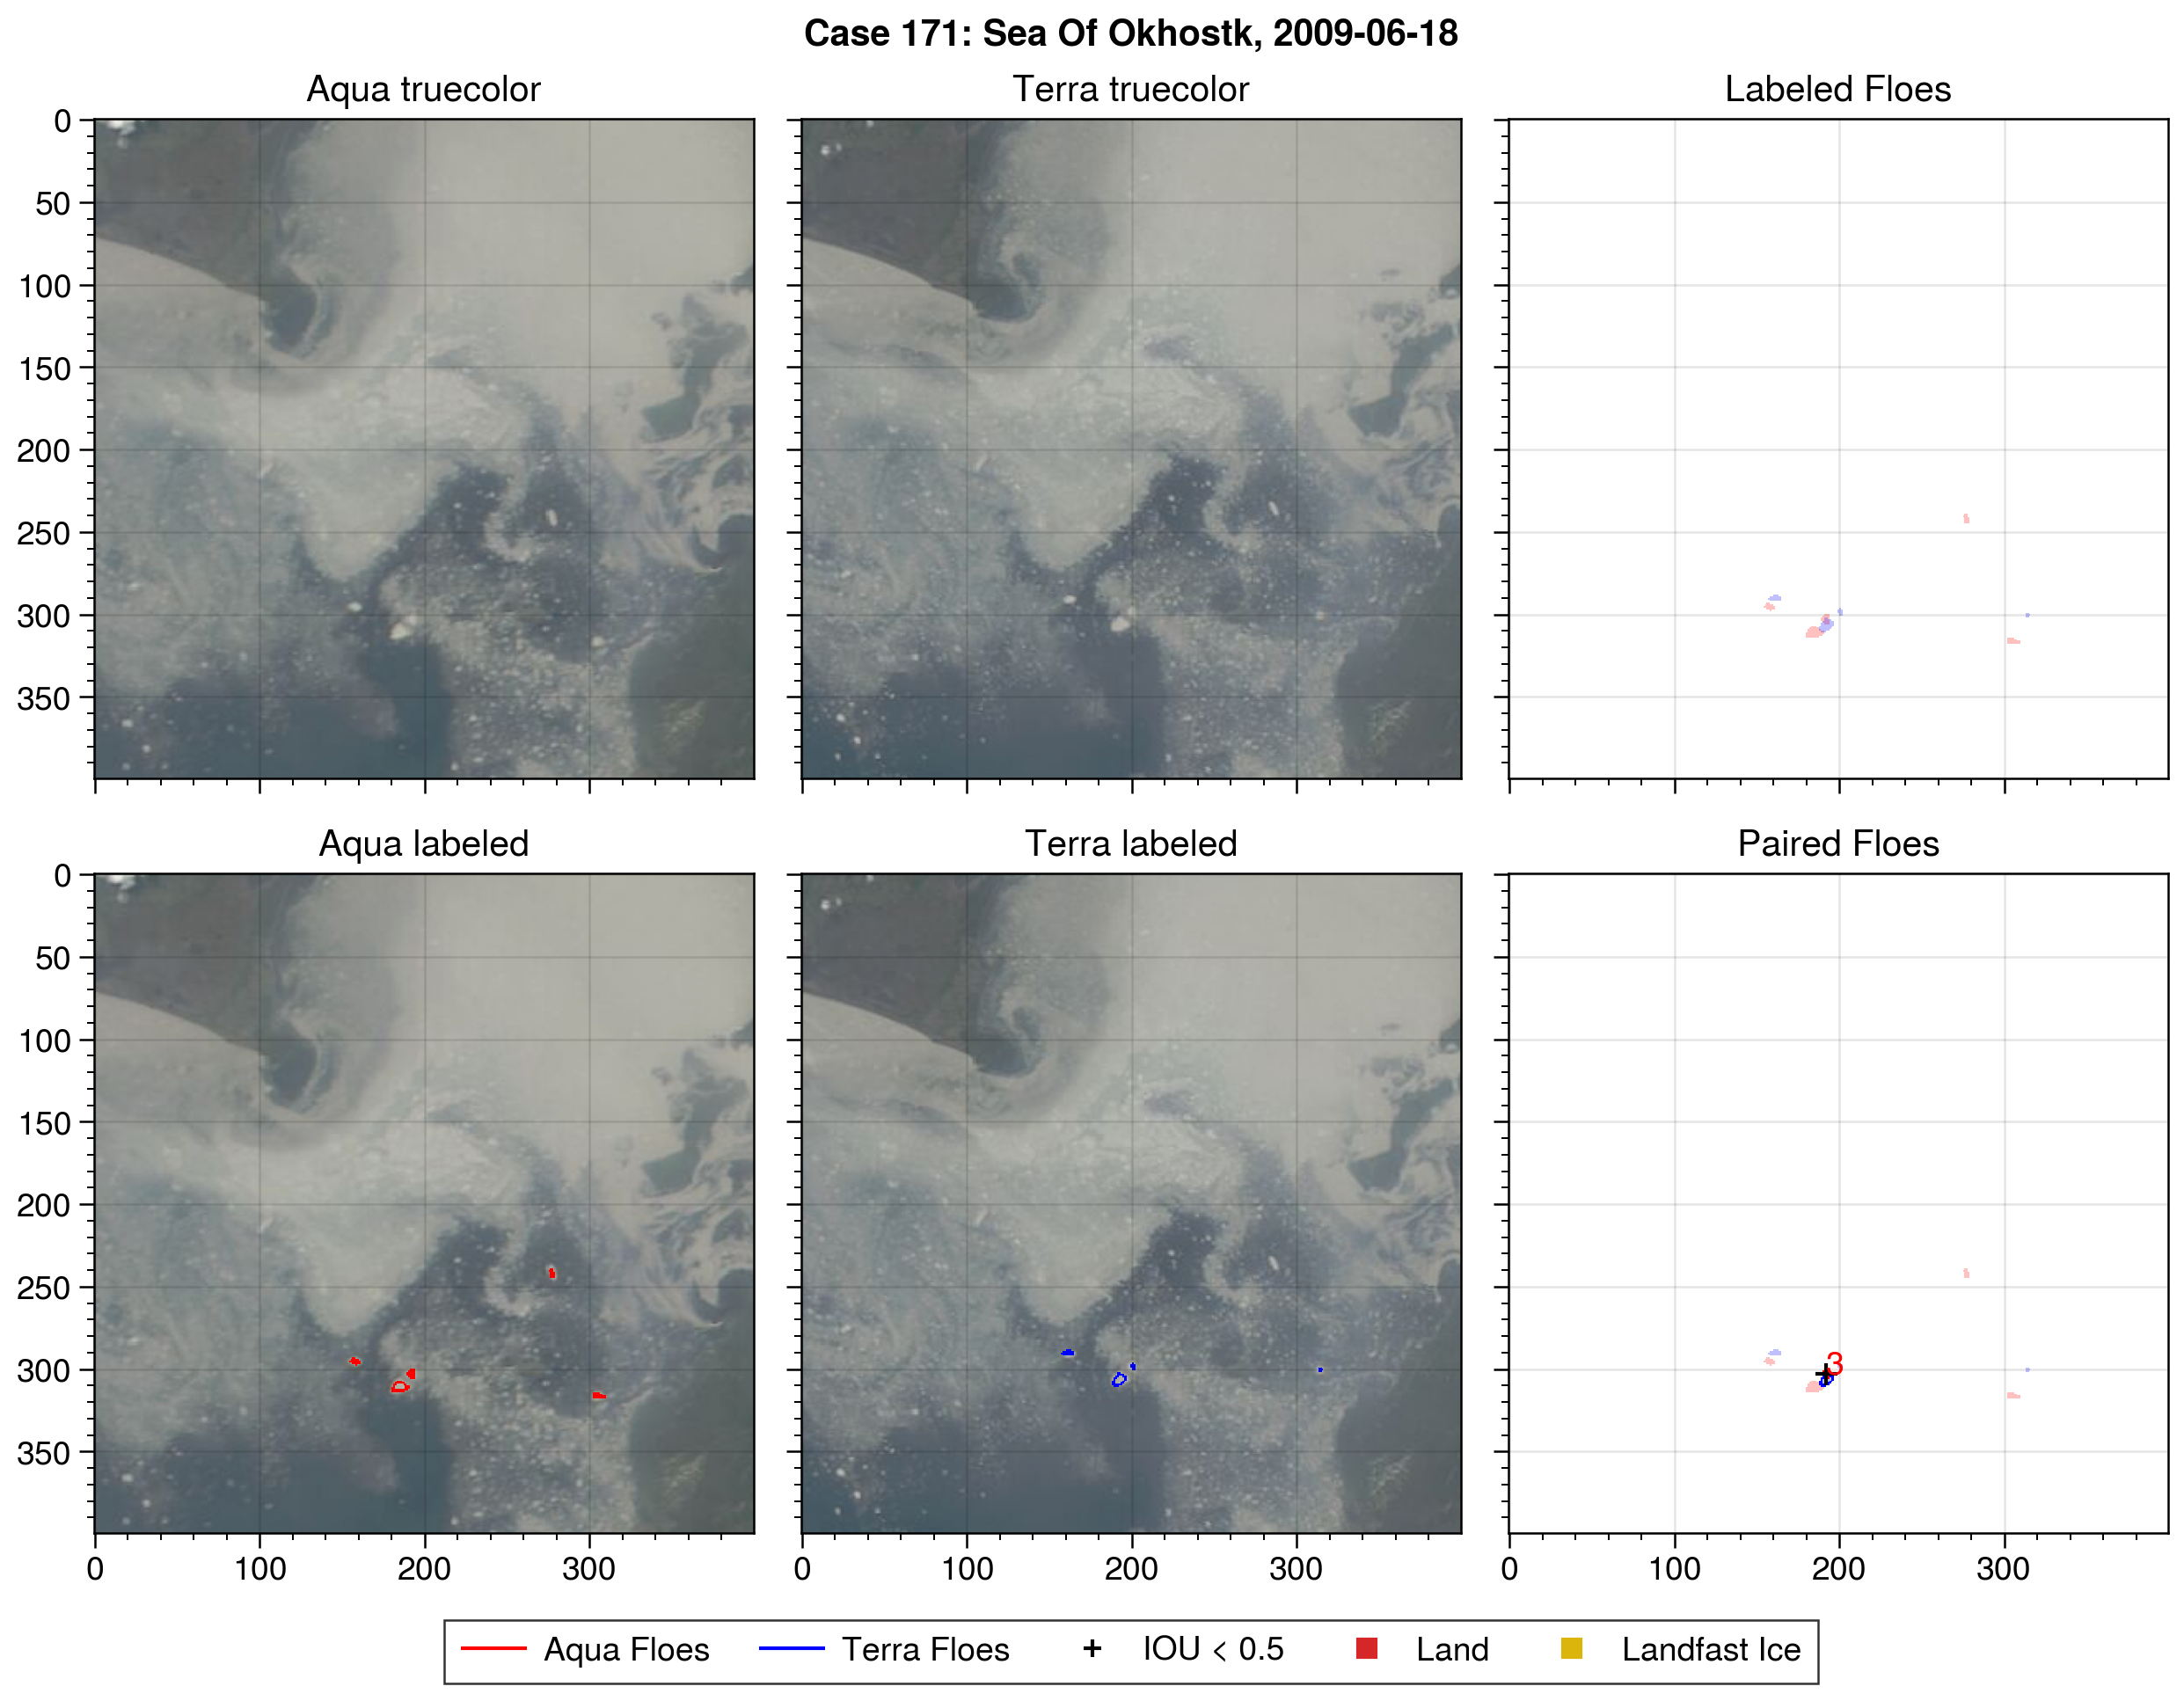 Case 171: Sea Of Okhostk, 2009-06-18
Aqua truecolor
Terra truecolor
Labeled Floes
0
50
100
150
200
250
300
350
Aqua labeled
Terra labeled
Paired Floes
0
50
100
150
200
250
300
350
3
0 100 200 300
0 100 200 300
0 100 200 300
Aqua Floes
Terra Floes
+ IOU < 0.5
Land
Landfast Ice